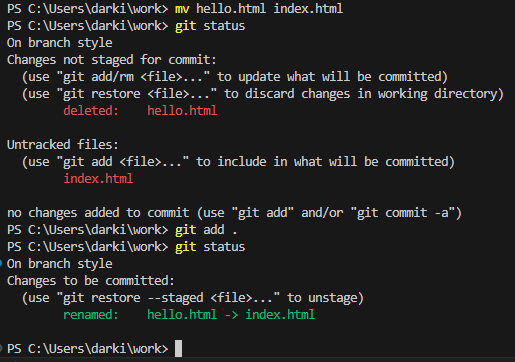 PS C:\Users\darki\work> mv hello.html index.html
PS C:\Users\darki\work> git status
On branch style
Changes not staged for commit:
  (use "git add/rm <file>..." to update what will be committed)
  (use "git restore <file>..." to discard changes in working directory)
        deleted:    hello.html

Untracked files:
  (use "git add <file>..." to include in what will be committed)
        index.html

no changes added to commit (use "git add" and/or "git commit -a")
PS C:\Users\darki\work> git add .
PS C:\Users\darki\work> git status
On branch style
Changes to be committed:
  (use "git restore --staged <file>..." to unstage)
        renamed:    hello.html -> index.html

PS C:\Users\darki\work>